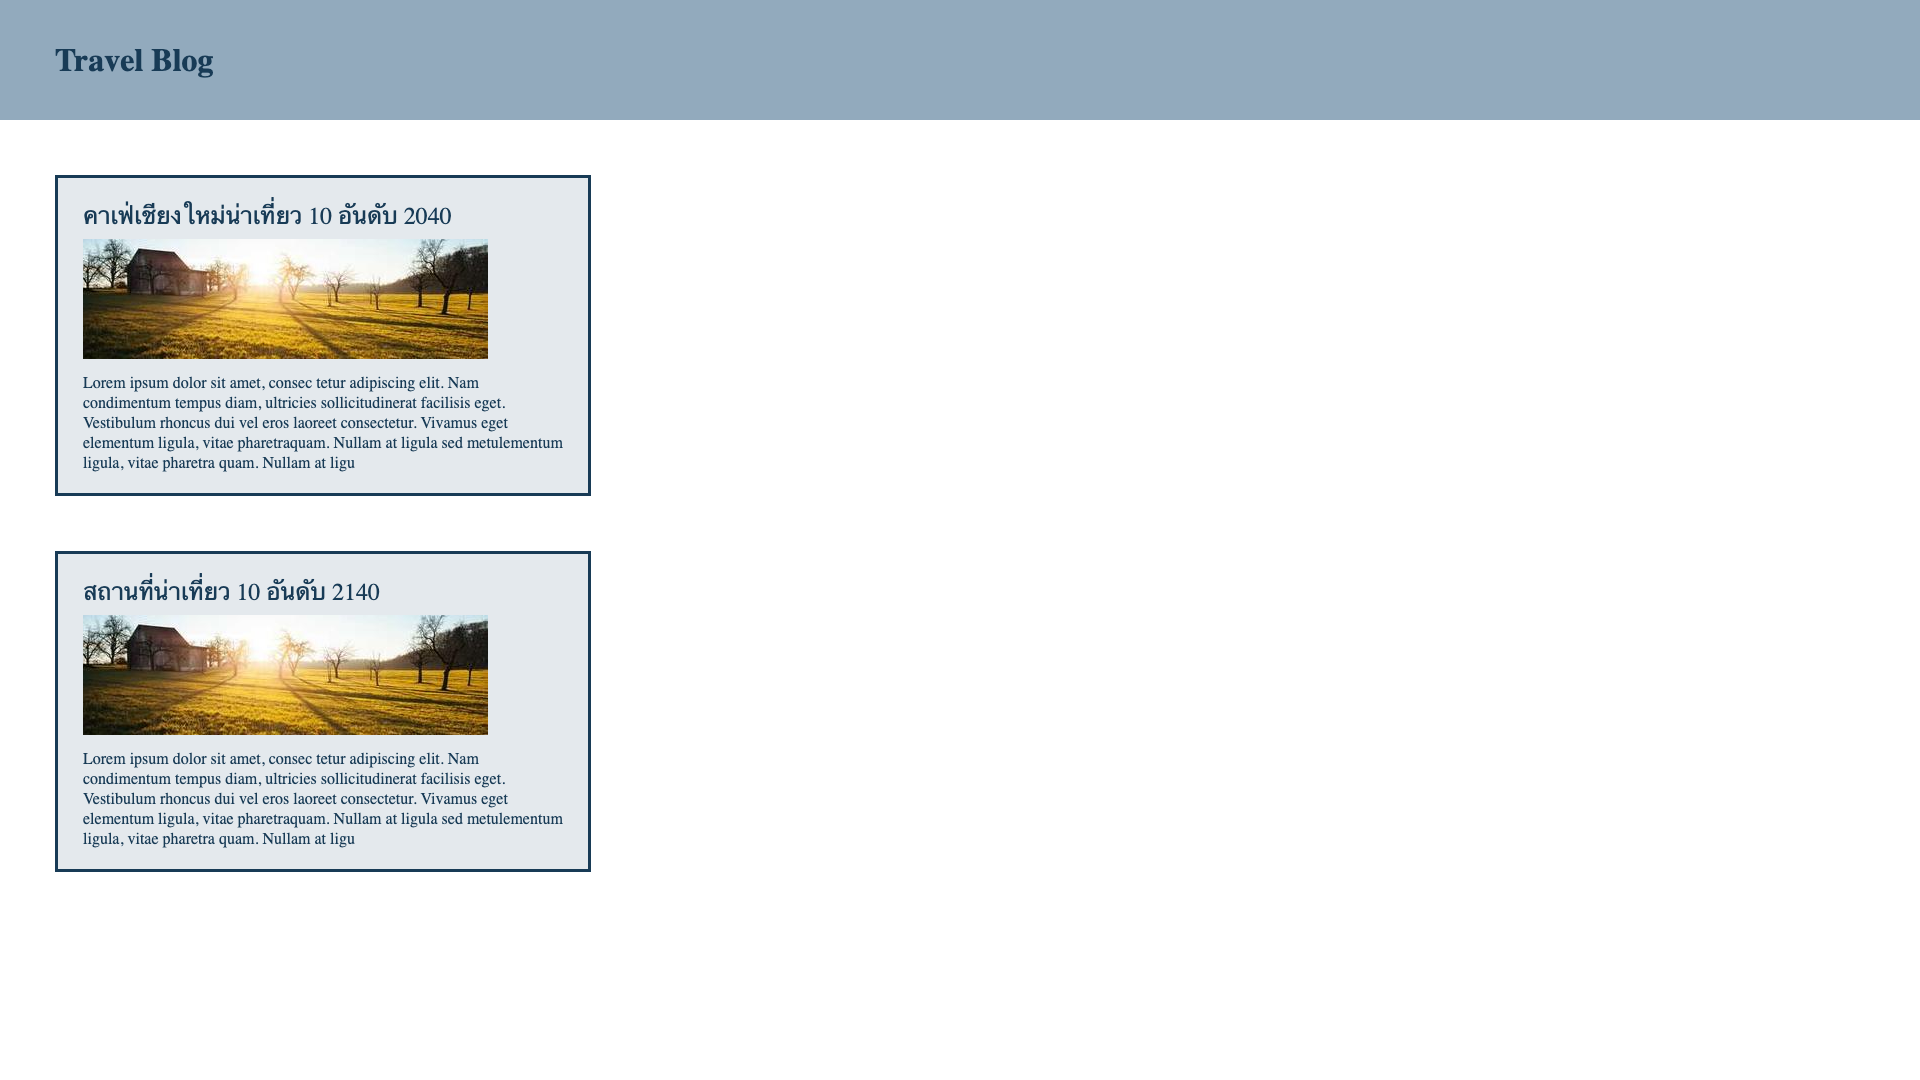 Travel Blog
คาเฟ่เชียงใหม่น่าเที่ยว 10 อันดับ 2040
Lorem ipsum dolor sit amet, consec tetur adipiscing elit. Nam
condimentum tempus diam, ultricies sollicitudinerat facilisis eget.
Vestibulum rhoncus dui vel eros laoreet consectetur. Vivamus eget
elementum ligula, vitae pharetraquam. Nullam at ligula sed metulementum
ligula, vitae pharetra quam. Nullam at ligu
สถานที่น่าเที่ยว 10 อันดับ 2140
Lorem ipsum dolor sit amet, consec tetur adipiscing elit. Nam
condimentum tempus diam, ultricies sollicitudinerat facilisis eget.
Vestibulum rhoncus dui vel eros laoreet consectetur. Vivamus eget
elementum ligula, vitae pharetraquam. Nullam at ligula sed metulementum
ligula, vitae pharetra quam. Nullam at ligu